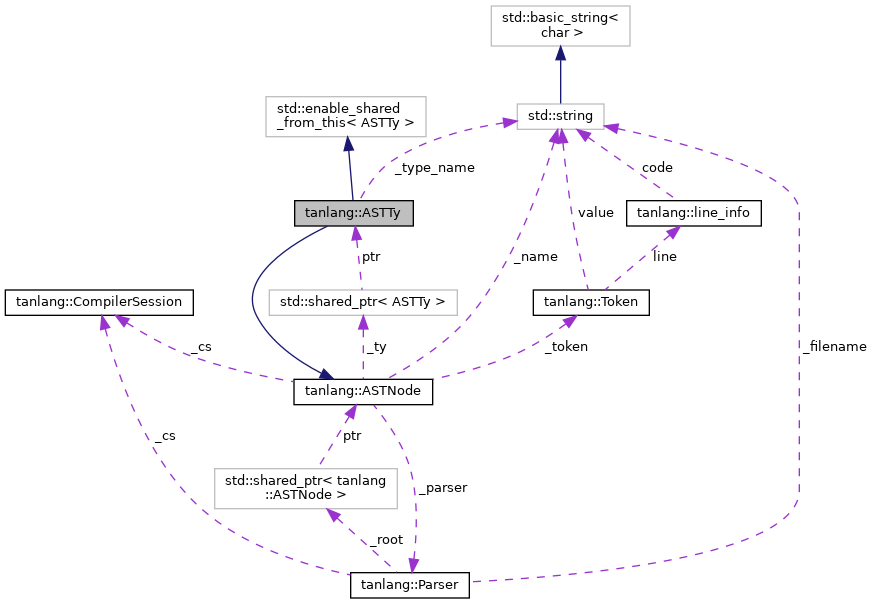 std::basic_string<
char >
std::enable_shared
_from_this< ASTTy >
std::string
_type_name
code
tanlang::ASTTy
value
tanlang::line_info
ptr
_name
line
tanlang::CompilerSession
std::shared_ptr< ASTTy >
tanlang::Token
_cs
_ty
_token
_filename
tanlang::ASTNode
_cs
ptr
std::shared_ptr< tanlang
::ASTNode >
_parser
_root
tanlang::Parser